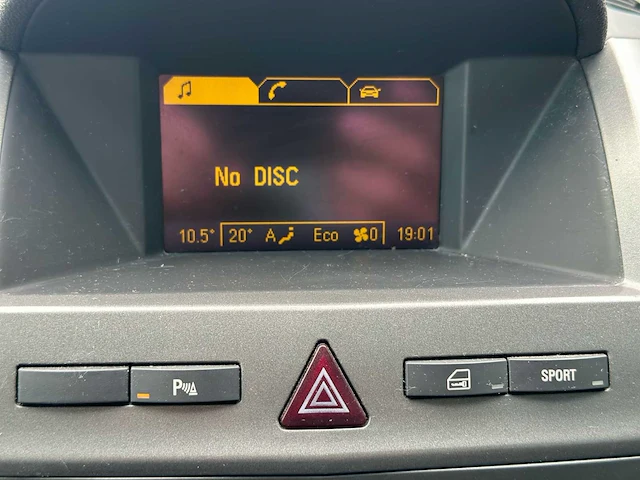 No DISC
10.5° 20° A Eco 0 19:01
P SPORT